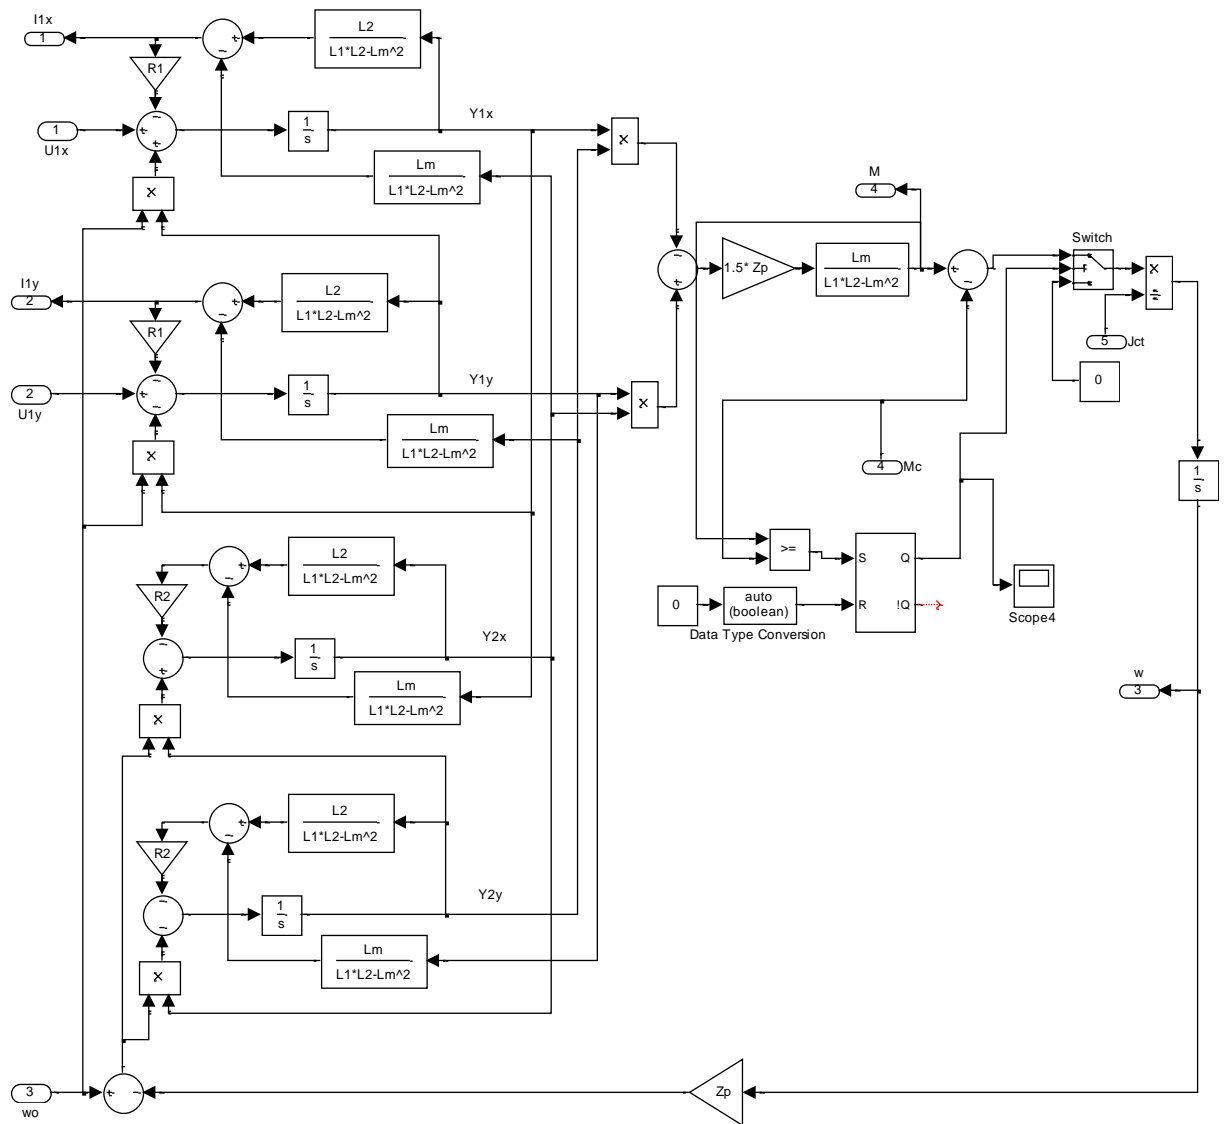 I1x
1
L2
L1*L2-Lm^2
R1
1
U1x
1
s
Y1x
Lm
L1*L2-Lm^2
x
x
M
4
I1y
2
L2
L1*L2-Lm^2
R1
2
U1y
1
s
Y1y
Lm
L1*L2-Lm^2
x
x
1.5* Zp
Lm
L1*L2-Lm^2
Switch
x
÷
5
Jct
0
4
Mc
1
s
L2
L1*L2-Lm^2
R2
1
s
Y2x
Lm
L1*L2-Lm^2
x
>=
S
Q
R
!Q
0
auto
(boolean)
Data Type Conversion
Scope4
w
3
L2
L1*L2-Lm^2
R2
1
s
Y2y
Lm
L1*L2-Lm^2
x
3
wo
Zp